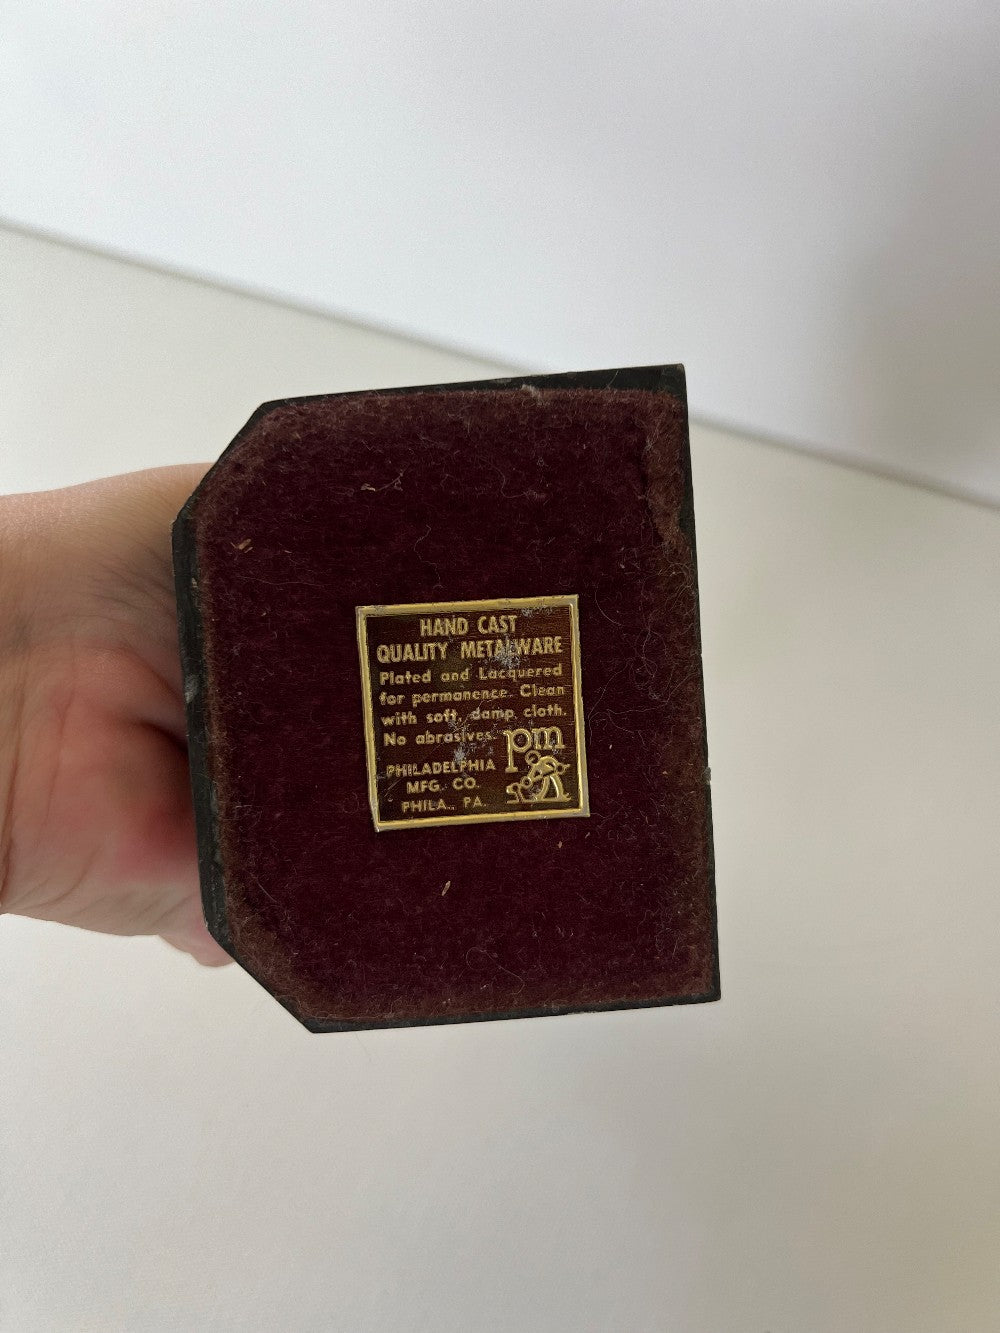 HAND CAST
QUALITY METALWARE
Plated and Lacquered
for permanence. Clean
with soft, damp cloth.
No abrasives.
pm
PHILADELPHIA
MFG. CO.
PHILA., PA.